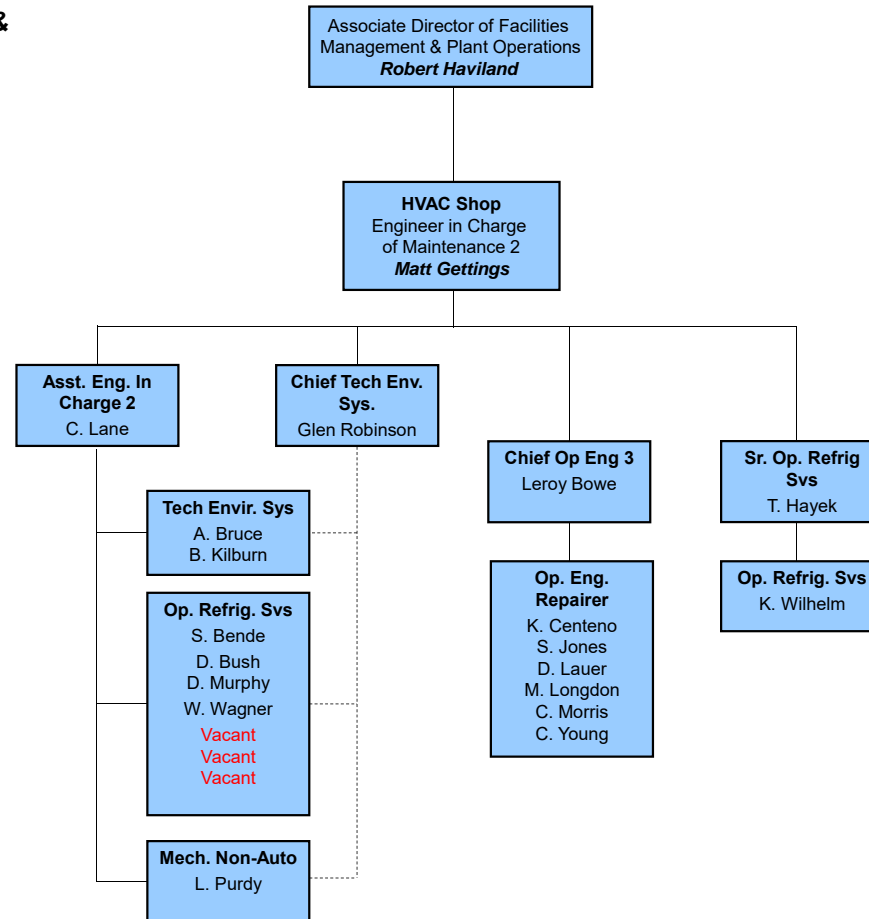 &
Associate Director of Facilities
Management & Plant Operations
Robert Haviland
HVAC Shop
Engineer in Charge
of Maintenance 2
Matt Gettings
Asst. Eng. In
Charge 2
C. Lane
Chief Tech Env.
Sys.
Glen Robinson
Chief Op Eng 3
Leroy Bowe
Sr. Op. Refrig
Svs
T. Hayek
Tech Envir. Sys
A. Bruce
B. Kilburn
Op. Refrig. Svs
S. Bende
D. Bush
D. Murphy
W. Wagner
Vacant
Vacant
Vacant
Mech. Non-Auto
L. Purdy
Op. Eng.
Repairer
K. Centeno
S. Jones
D. Lauer
M. Longdon
C. Morris
C. Young
Op. Refrig. Svs
K. Wilhelm